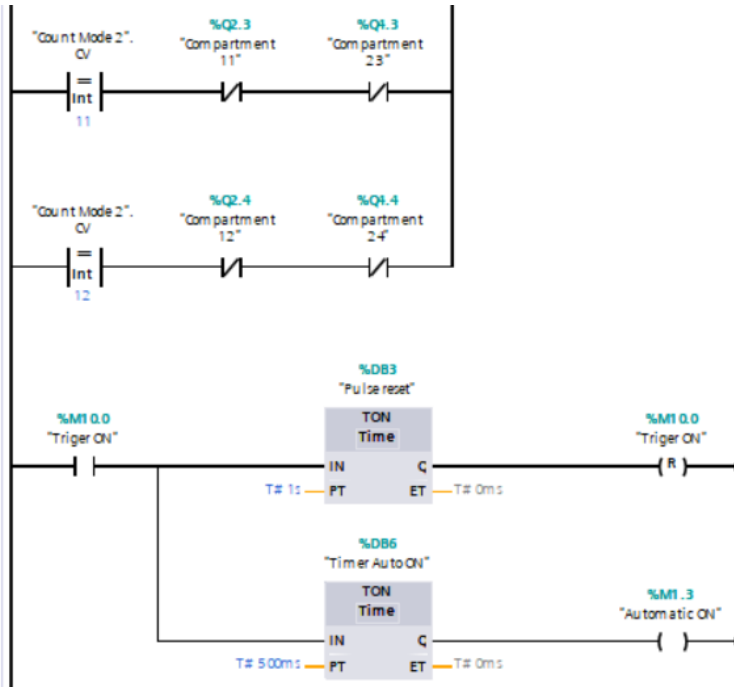 %Q2.3 %Q4.3
"Count Mode 2". "Compartment "Compartment
CV 11" 23"
=
Int
11
%Q2.4 %Q4.4
"Count Mode 2". "Compartment "Compartment
CV 12" 24"
=
Int
12
%DB3
"Pulse reset"
%M10.0 TON %M10.0
"Triger ON" Time "Triger ON"
IN Q R
T# 1s PT ET T# 0ms
%DB6
"Timer Auto ON"
TON %M1.3
Time "Automatic ON"
IN Q
T# 500ms PT ET T# 0ms